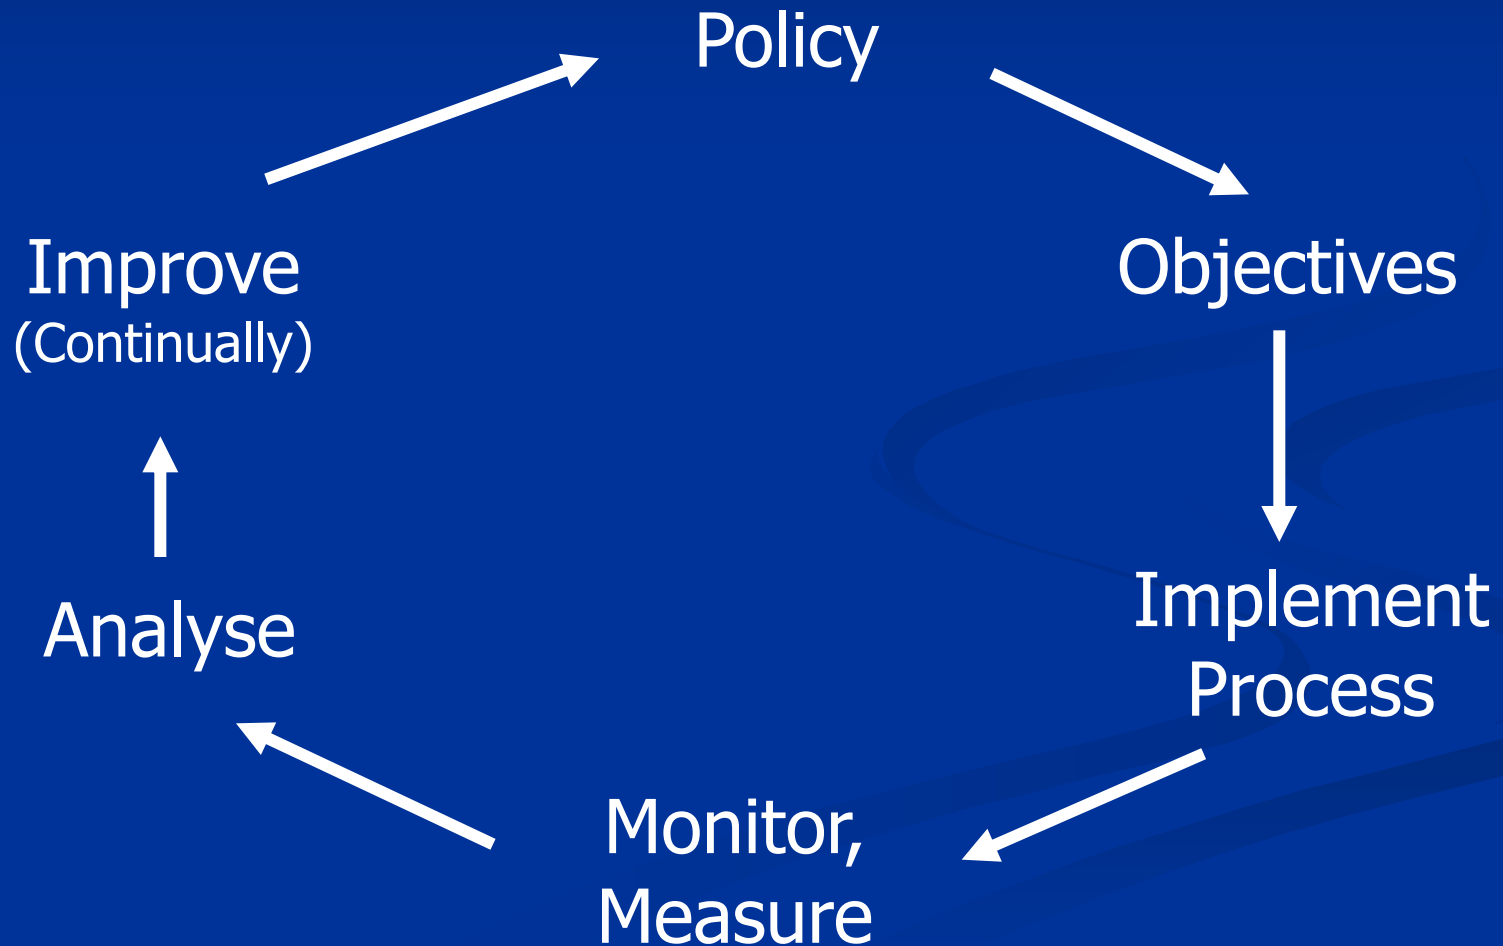 Policy
Objectives
Implement
Process
Monitor,
Measure
Analyse
Improve
(Continually)